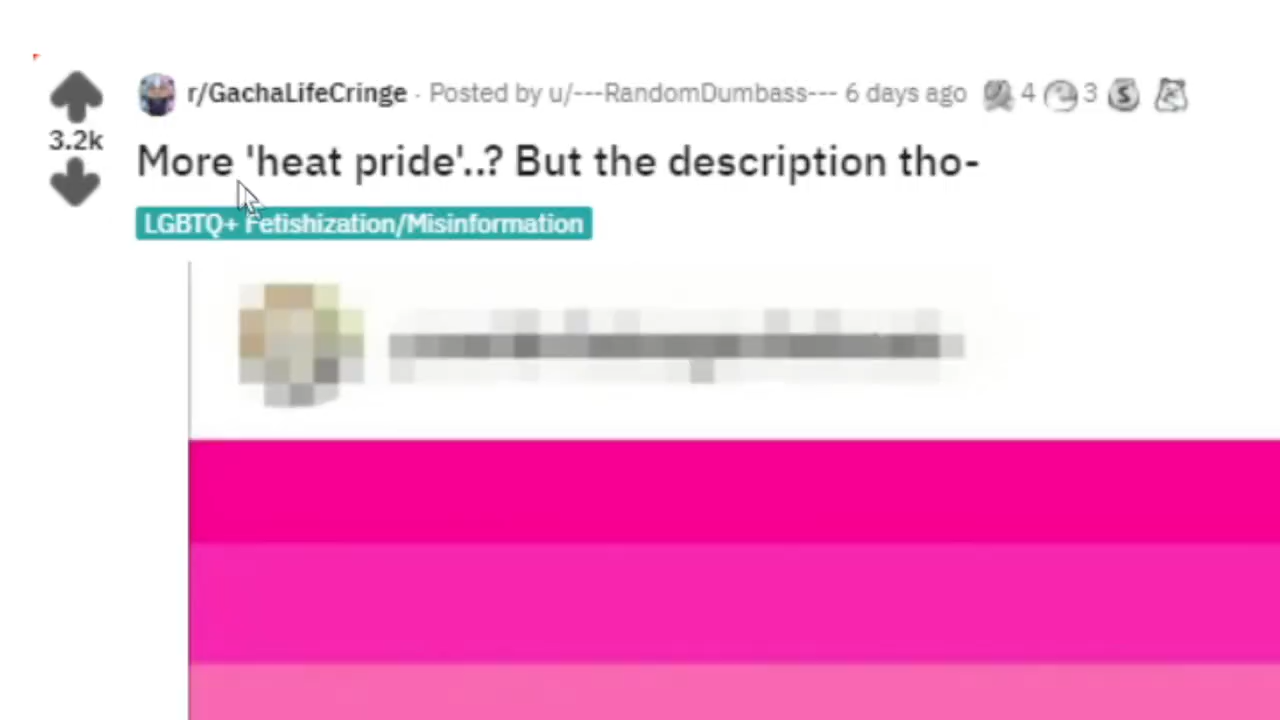 r/GachaLifeCringe · Posted by u/---RandomDumbass--- 6 days ago 4 3
3.2k
More 'heat pride'..? But the description tho-
LGBTQ+ Fetishization/Misinformation